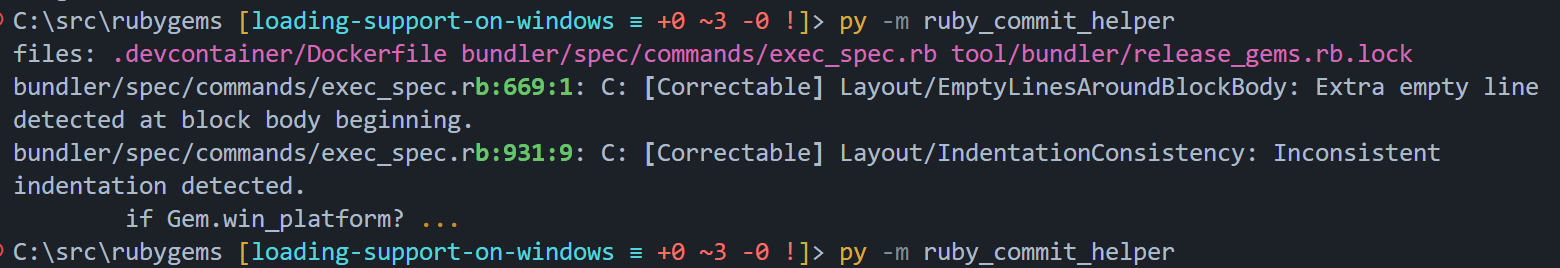 C:\src\rubygems [loading-support-on-windows ≡ +0 ~3 -0 !]> py -m ruby_commit_helper
files: .devcontainer/Dockerfile bundler/spec/commands/exec_spec.rb tool/bundler/release_gems.rb.lock
bundler/spec/commands/exec_spec.rb:669:1: C: [Correctable] Layout/EmptyLinesAroundBlockBody: Extra empty line
detected at block body beginning.
bundler/spec/commands/exec_spec.rb:931:9: C: [Correctable] Layout/IndentationConsistency: Inconsistent
indentation detected.
        if Gem.win_platform? ...
C:\src\rubygems [loading-support-on-windows ≡ +0 ~3 -0 !]> py -m ruby_commit_helper